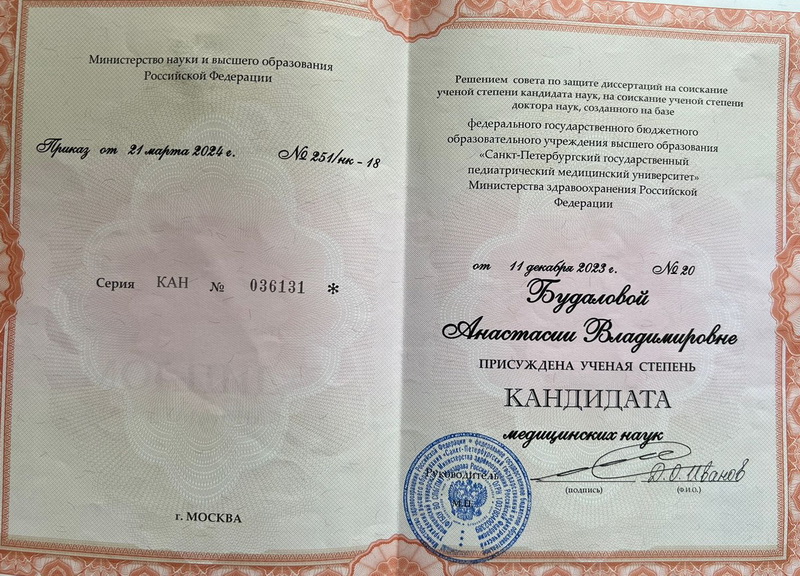 Министерство науки и высшего образования
Российской Федерации
Приказ от 21 марта 2024 г. № 251/нк - 18
Серия КАН № 036131 *
г. МОСКВА
Решением совета по защите диссертаций на соискание
ученой степени кандидата наук, на соискание ученой степени
доктора наук, созданного на базе
федерального государственного бюджетного
образовательного учреждения высшего образования
«Санкт-Петербургский государственный
педиатрический медицинский университет»
Министерства здравоохранения Российской
Федерации
от 11 декабря 2023 г. № 20
Будаловой
Анастасии Владимировне
ПРИСУЖДЕНА УЧЕНАЯ СТЕПЕНЬ
КАНДИДАТА
медицинских наук
Руководитель
Д.О.Иванов
(подпись) (Ф.И.О.)
М.П.